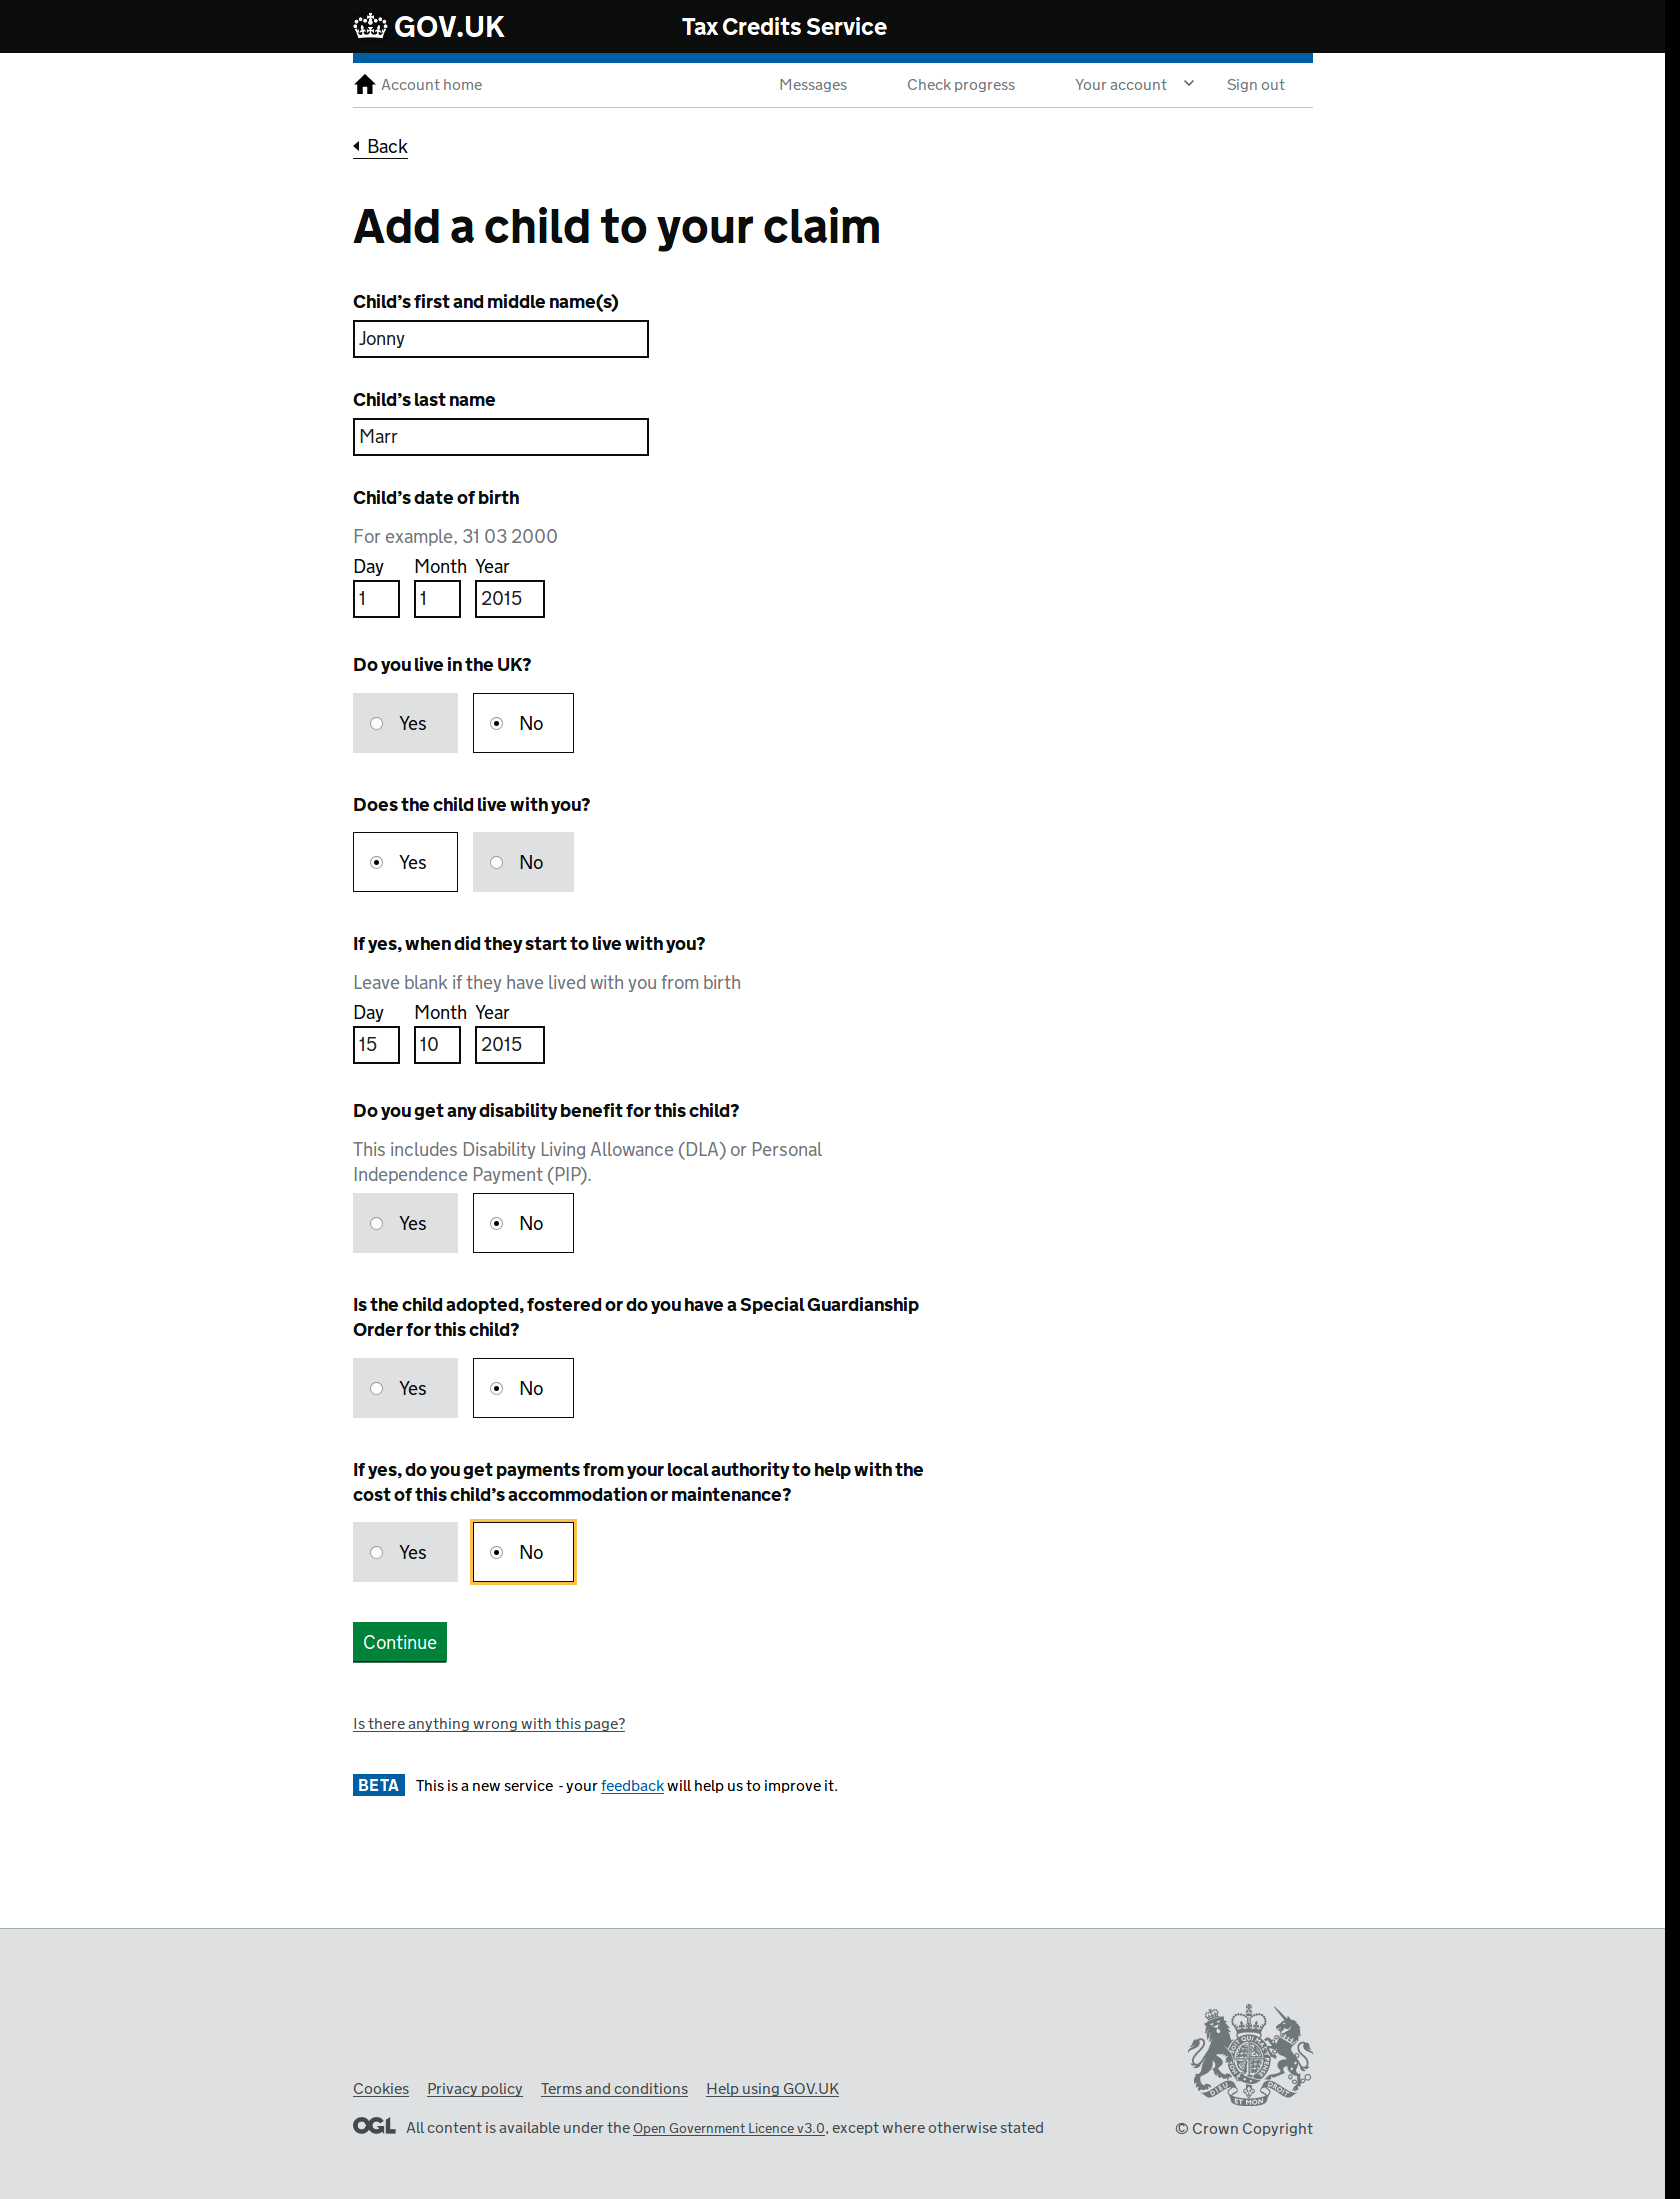 GOV.UK Tax Credits Service
Account home Messages Check progress Your account Sign out
Back
Add a child to your claim
Child’s first and middle name(s)
Jonny
Child’s last name
Marr
Child’s date of birth
For example, 31 03 2000
Day Month Year
1 1 2015
Do you live in the UK?
Yes No
Does the child live with you?
Yes No
If yes, when did they start to live with you?
Leave blank if they have lived with you from birth
Day Month Year
15 10 2015
Do you get any disability benefit for this child?
This includes Disability Living Allowance (DLA) or Personal
Independence Payment (PIP).
Yes No
Is the child adopted, fostered or do you have a Special Guardianship
Order for this child?
Yes No
If yes, do you get payments from your local authority to help with the
cost of this child’s accommodation or maintenance?
Yes No
Continue
Is there anything wrong with this page?
BETA This is a new service - your feedback will help us to improve it.
Cookies Privacy policy Terms and conditions Help using GOV.UK
OGL All content is available under the Open Government Licence v3.0, except where otherwise stated
© Crown Copyright